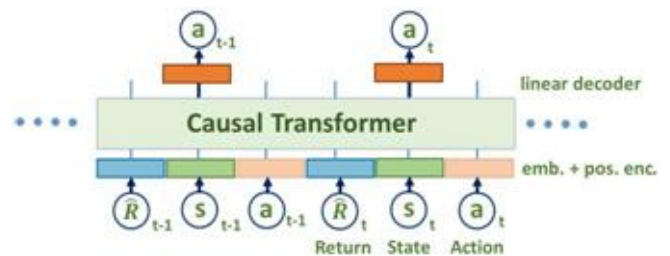 a t-1 a t
linear decoder
Causal Transformer
emb. + pos. enc.
R̂ t-1 s t-1 a t-1 R̂ t s t a t
Return State Action